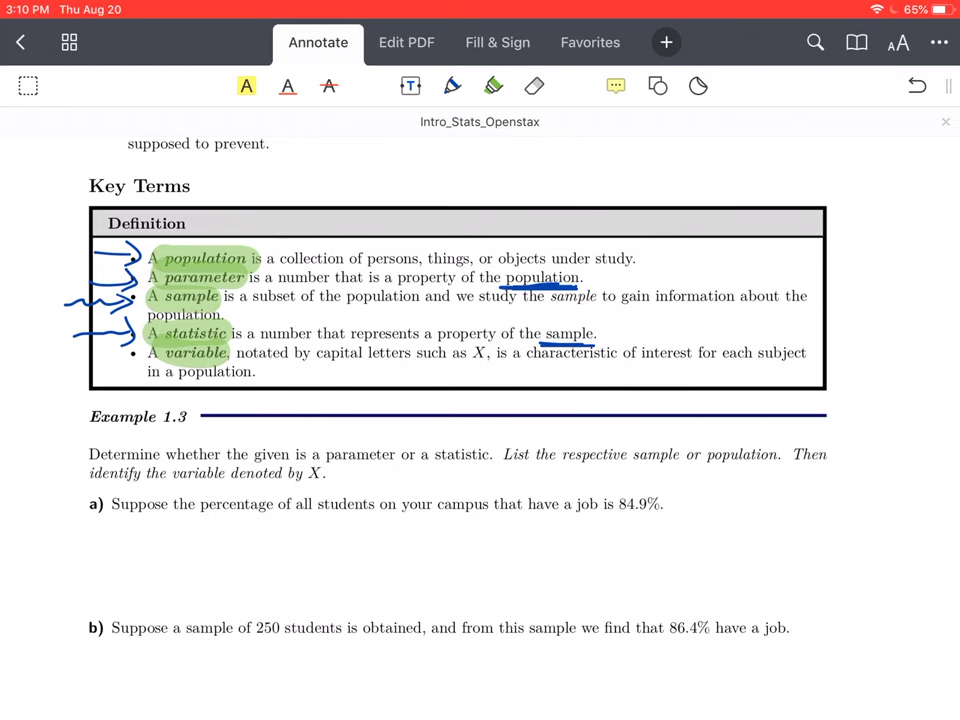 3:10 PM Thu Aug 20 65%
Annotate Edit PDF Fill & Sign Favorites
AA
A A A T
Intro_Stats_Openstax
supposed to prevent.
Key Terms
Definition
• A population is a collection of persons, things, or objects under study.
• A parameter is a number that is a property of the population.
• A sample is a subset of the population and we study the sample to gain information about the
population.
• A statistic is a number that represents a property of the sample.
• A variable, notated by capital letters such as X, is a characteristic of interest for each subject
in a population.
Example 1.3
Determine whether the given is a parameter or a statistic. List the respective sample or population. Then
identify the variable denoted by X.
a) Suppose the percentage of all students on your campus that have a job is 84.9%.
b) Suppose a sample of 250 students is obtained, and from this sample we find that 86.4% have a job.